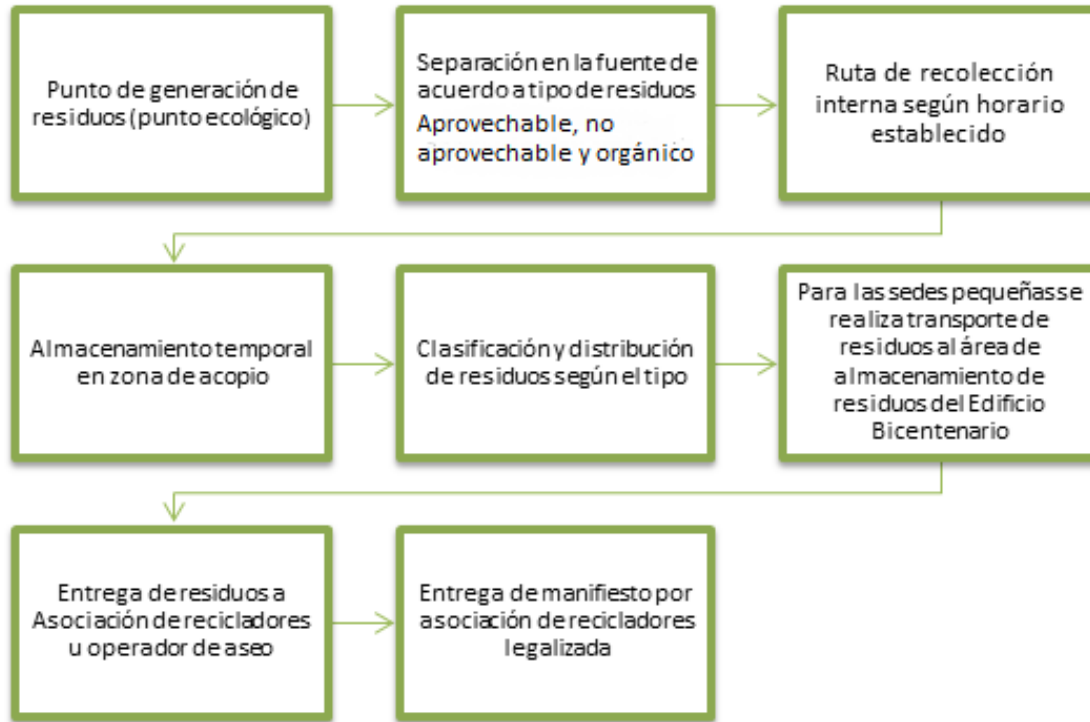 Punto de generación de
residuos (punto ecológico)
Separación en la fuente de
acuerdo a tipo de residuos
Aprovechable, no
aprovechable y orgánico
Ruta de recolección
interna según horario
establecido
Almacenamiento temporal
en zona de acopio
Clasificación y distribución
de residuos según el tipo
Para las sedes pequeñas se
realiza transporte de
residuos al área de
almacenamiento de
residuos del Edificio
Bicentenario
Entrega de residuos a
Asociación de recicladores
u operador de aseo
Entrega de manifiesto por
asociación de recicladores
legalizada